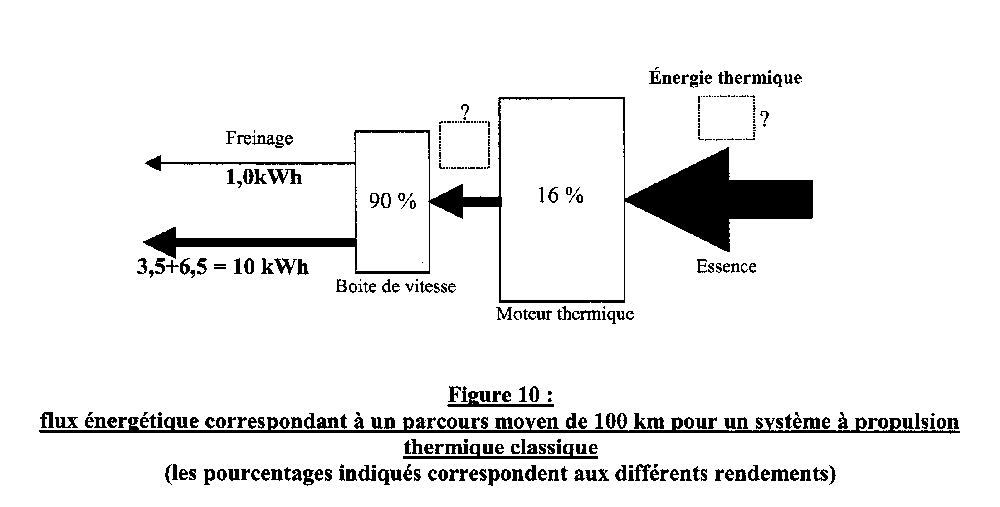 Énergie thermique
?
?
Freinage
1,0kWh
90 %
16 %
3,5+6,5 = 10 kWh
Essence
Boite de vitesse
Moteur thermique
Figure 10 :
flux énergétique correspondant à un parcours moyen de 100 km pour un système à propulsion
thermique classique
(les pourcentages indiqués correspondent aux différents rendements)